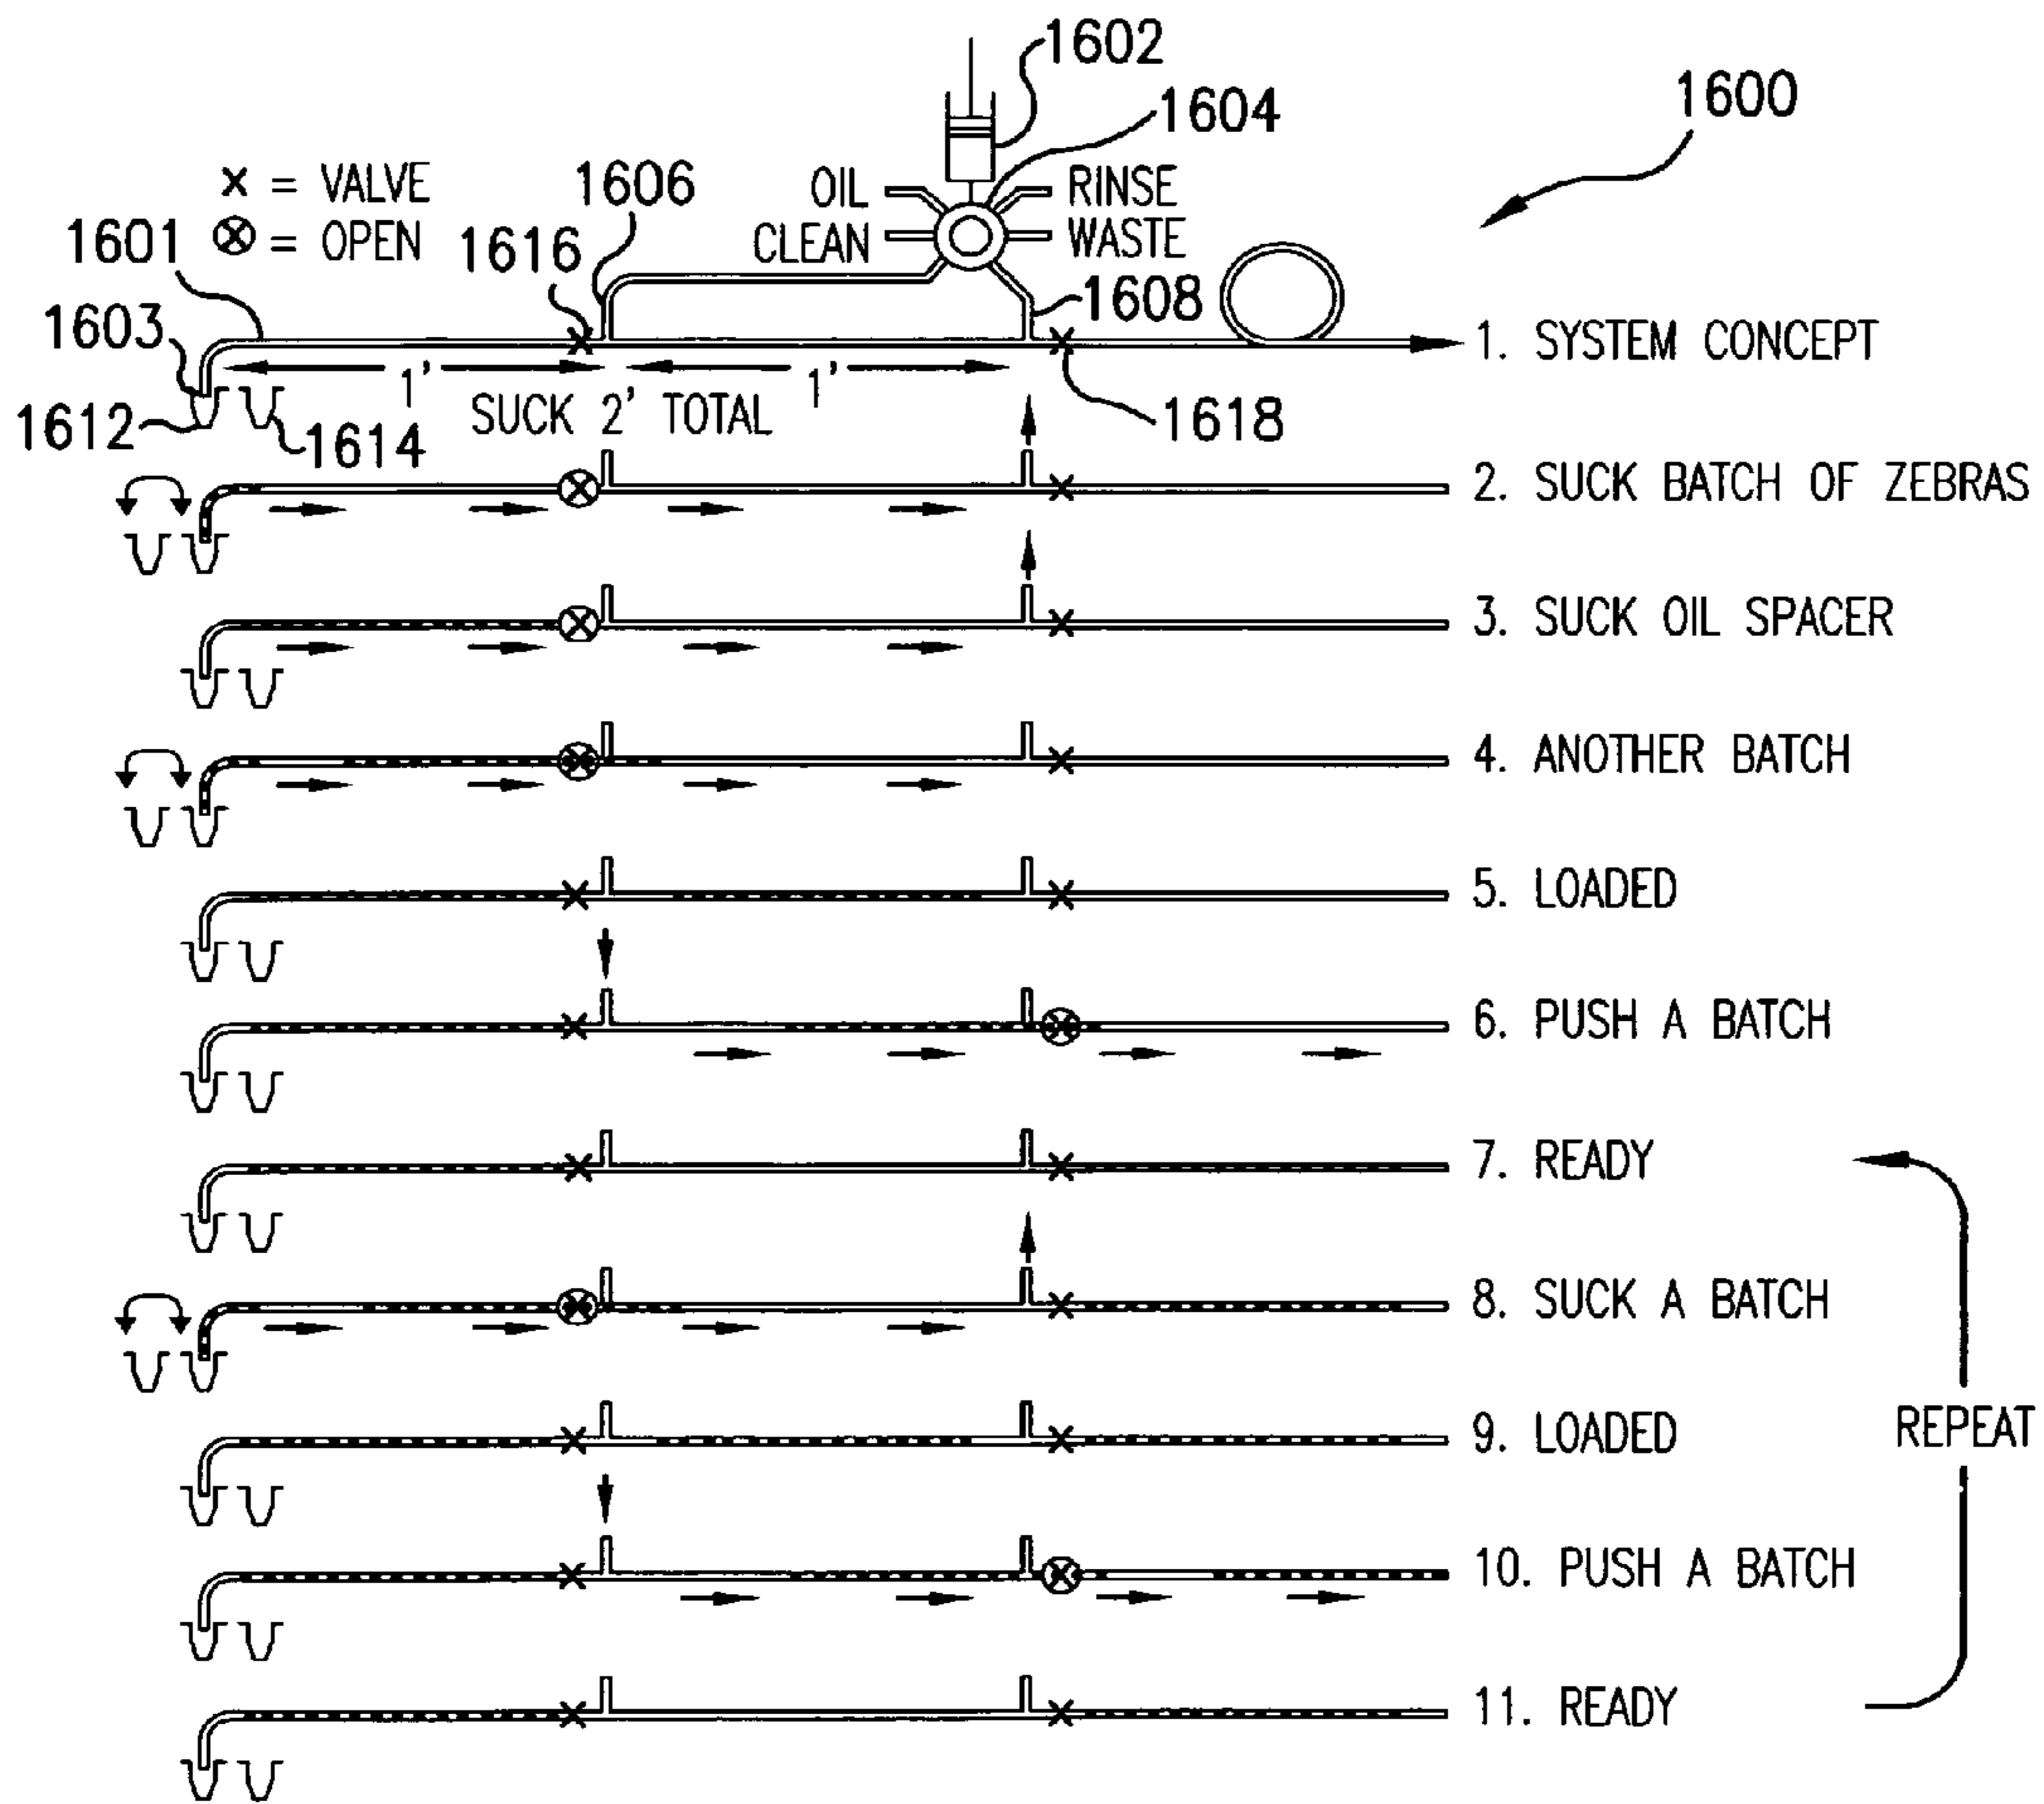 1602
1604
1600
x = VALVE
⊗ = OPEN
1606
OIL
RINSE
CLEAN
WASTE
1601
1616
1603
1608
1. SYSTEM CONCEPT
1'
1'
SUCK 2' TOTAL
1612
1614
1618
2. SUCK BATCH OF ZEBRAS
3. SUCK OIL SPACER
4. ANOTHER BATCH
5. LOADED
6. PUSH A BATCH
7. READY
8. SUCK A BATCH
9. LOADED
REPEAT
10. PUSH A BATCH
11. READY